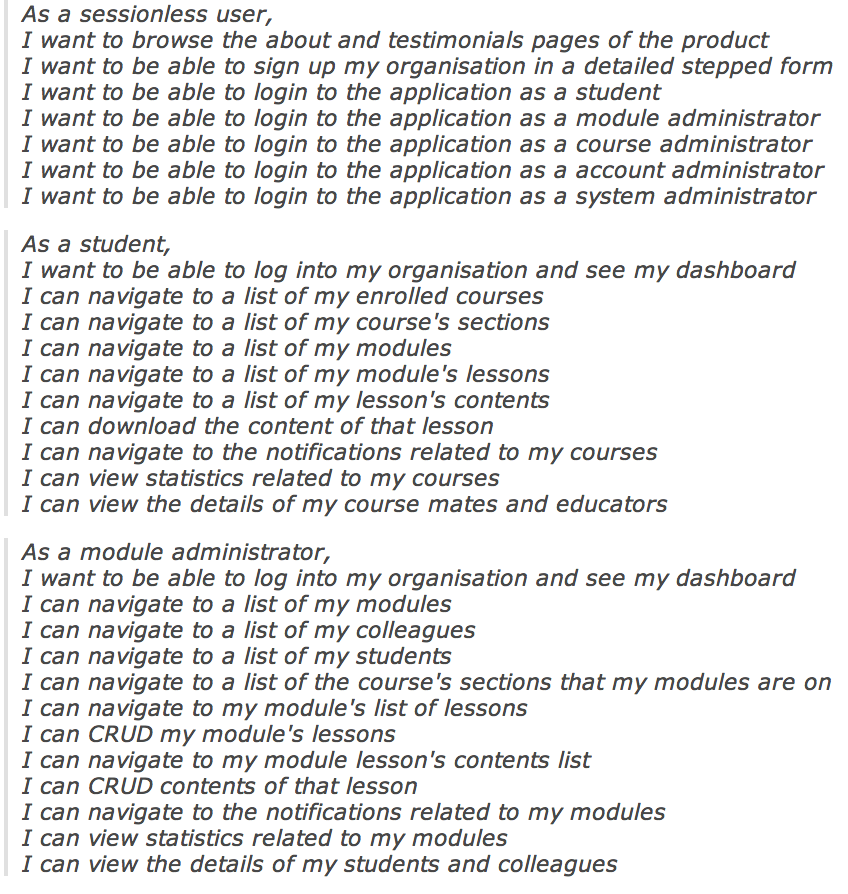 As a sessionless user,
I want to browse the about and testimonials pages of the product
I want to be able to sign up my organisation in a detailed stepped form
I want to be able to login to the application as a student
I want to be able to login to the application as a module administrator
I want to be able to login to the application as a course administrator
I want to be able to login to the application as a account administrator
I want to be able to login to the application as a system administrator
As a student,
I want to be able to log into my organisation and see my dashboard
I can navigate to a list of my enrolled courses
I can navigate to a list of my course's sections
I can navigate to a list of my modules
I can navigate to a list of my module's lessons
I can navigate to a list of my lesson's contents
I can download the content of that lesson
I can navigate to the notifications related to my courses
I can view statistics related to my courses
I can view the details of my course mates and educators
As a module administrator,
I want to be able to log into my organisation and see my dashboard
I can navigate to a list of my modules
I can navigate to a list of my colleagues
I can navigate to a list of my students
I can navigate to a list of the course's sections that my modules are on
I can navigate to my module's list of lessons
I can CRUD my module's lessons
I can navigate to my module lesson's contents list
I can CRUD contents of that lesson
I can navigate to the notifications related to my modules
I can view statistics related to my modules
I can view the details of my students and colleagues